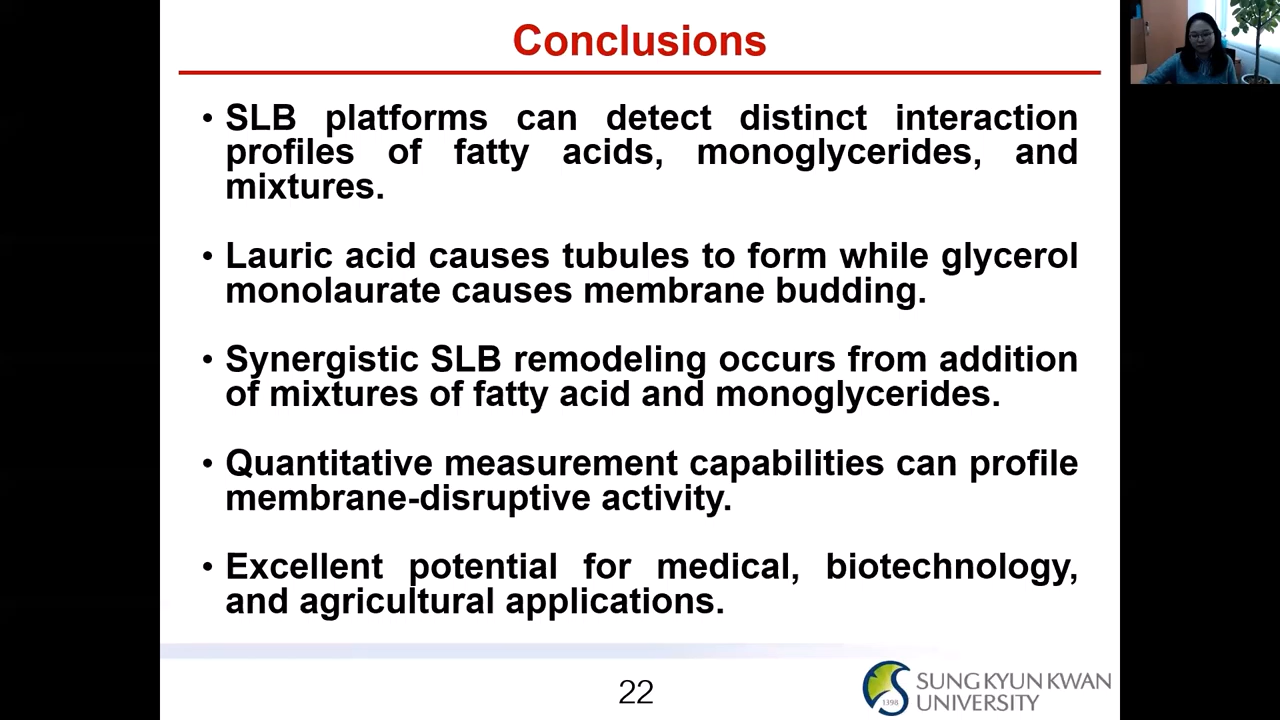 Conclusions
• SLB platforms can detect distinct interaction
profiles of fatty acids, monoglycerides, and
mixtures.
• Lauric acid causes tubules to form while glycerol
monolaurate causes membrane budding.
• Synergistic SLB remodeling occurs from addition
of mixtures of fatty acid and monoglycerides.
• Quantitative measurement capabilities can profile
membrane-disruptive activity.
• Excellent potential for medical, biotechnology,
and agricultural applications.
22
1398
SUNG KYUN KWAN
UNIVERSITY